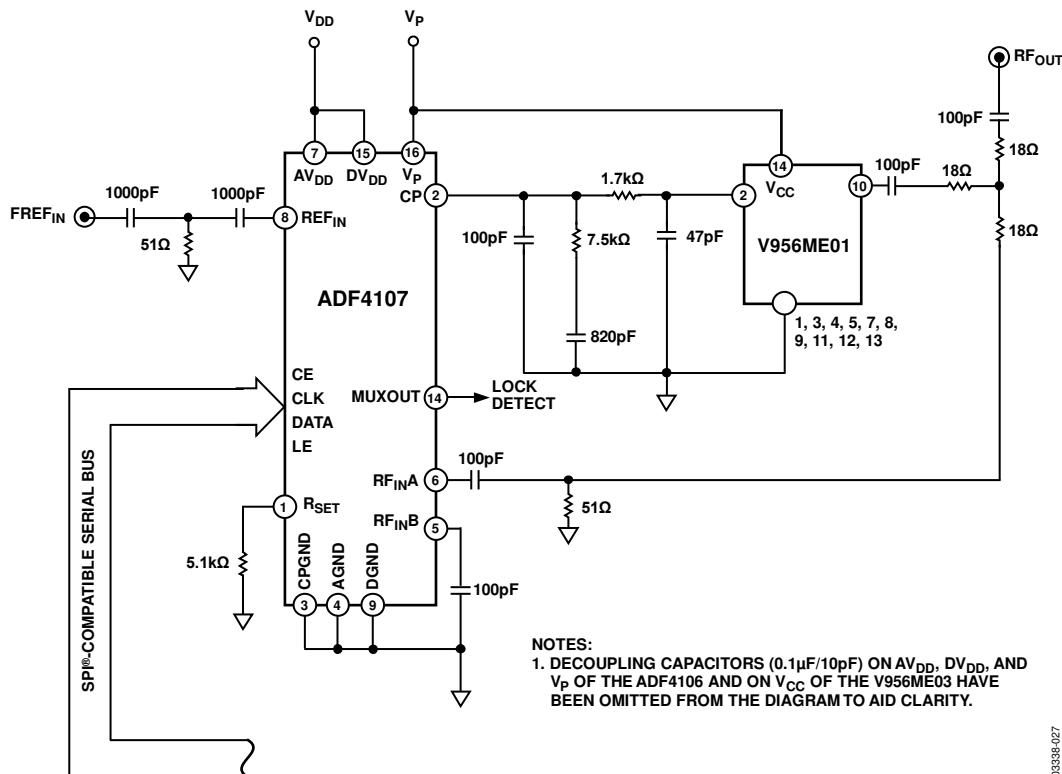 VDD
VP
RFOUT
100pF
18Ω
7
15
16
14
AVDD
DVDD
VP
VCC
1000pF
1000pF
CP
2
1.7kΩ
2
10
100pF
18Ω
FREFIN
8
REFIN
51Ω
100pF
7.5kΩ
47pF
18Ω
V956ME01
ADF4107
820pF
1, 3, 4, 5, 7, 8,
9, 11, 12, 13
CE
CLK
DATA
LE
MUXOUT
14
LOCK
DETECT
SPI®-COMPATIBLE SERIAL BUS
100pF
RFINA
6
51Ω
1
RSET
RFINB
5
5.1kΩ
CPGND
AGND
DGND
100pF
3
4
9
NOTES:
1. DECOUPLING CAPACITORS (0.1µF/10pF) ON AVDD, DVDD, AND
VP OF THE ADF4106 AND ON VCC OF THE V956ME03 HAVE
BEEN OMITTED FROM THE DIAGRAM TO AID CLARITY.
03338-027